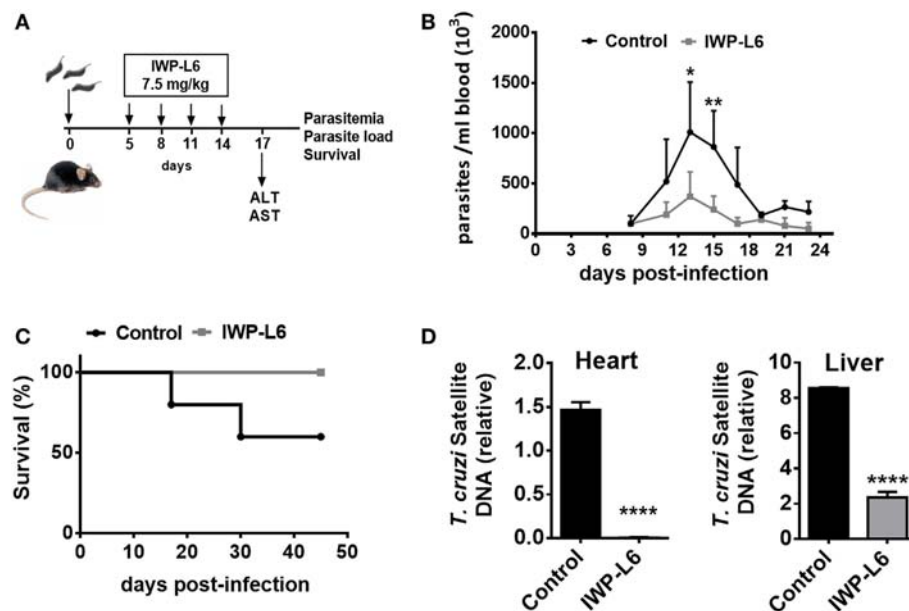 A
IWP-L6
7.5 mg/kg
0 5 8 11 14 17
days
Parasitemia
Parasite load
Survival
ALT
AST
B
Control IWP-L6
parasites /ml blood (10³)
2000
1500
1000
500
0
* **
0 3 6 9 12 15 18 21 24
days post-infection
C
Control IWP-L6
Survival (%)
100
50
0
0 10 20 30 40 50
days post-infection
D
Heart
T. cruzi Satellite
DNA (relative)
2.0
1.5
1.0
0.5
0.0
****
Control IWP-L6
Liver
T. cruzi Satellite
DNA (relative)
8
6
4
2
0
****
Control IWP-L6